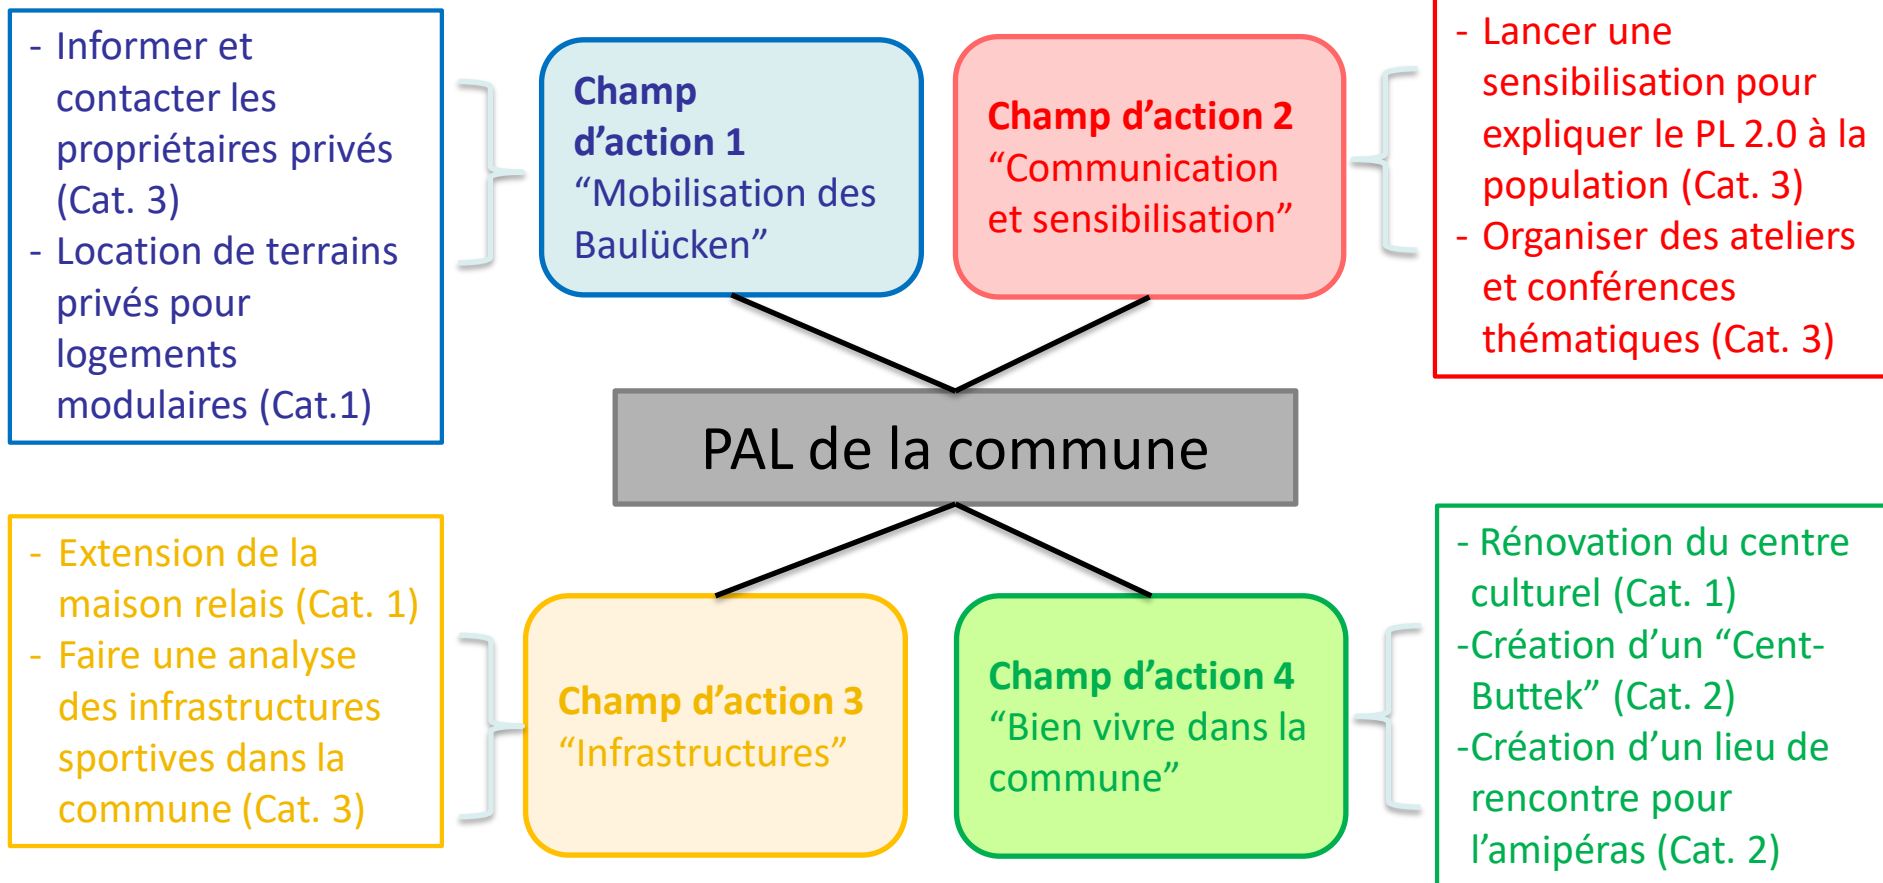 - Informer et
contacter les
propriétaires privés
(Cat. 3)
- Location de terrains
privés pour
logements
modulaires (Cat.1)
Champ
d’action 1
“Mobilisation des
Baulücken”
Champ d’action 2
“Communication
et sensibilisation”
- Lancer une
sensibilisation pour
expliquer le PL 2.0 à la
population (Cat. 3)
- Organiser des ateliers
et conférences
thématiques (Cat. 3)
PAL de la commune
- Extension de la
maison relais (Cat. 1)
- Faire une analyse
des infrastructures
sportives dans la
commune (Cat. 3)
Champ d’action 3
“Infrastructures”
Champ d’action 4
“Bien vivre dans la
commune”
- Rénovation du centre
culturel (Cat. 1)
-Création d’un “Cent-
Buttek” (Cat. 2)
-Création d’un lieu de
rencontre pour
l’amipéras (Cat. 2)